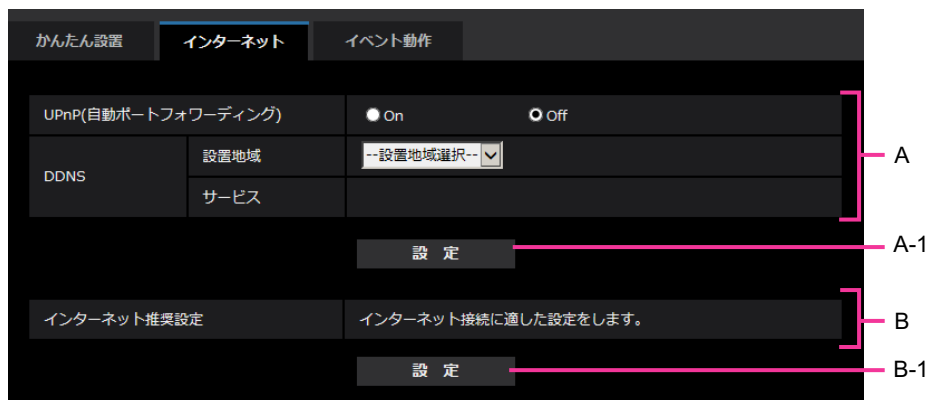 かんたん設置 インターネット イベント動作
UPnP(自動ポートフォワーディング) On Off
DDNS 設置地域 --設置地域選択--
サービス
A
設 定
A-1
インターネット推奨設定 インターネット接続に適した設定をします。
B
設 定
B-1